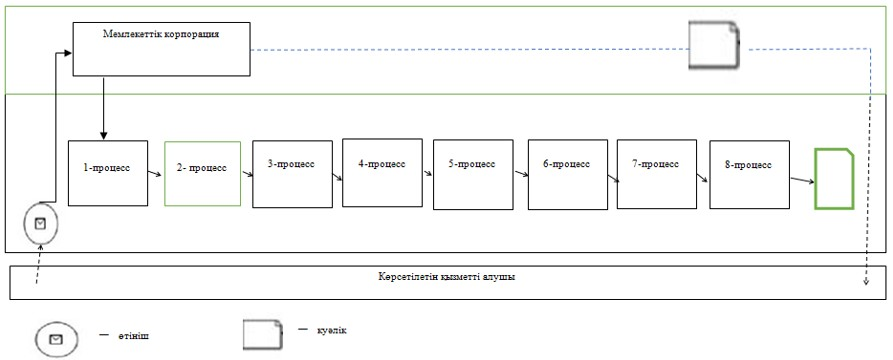 Мемлекеттік корпорация
1-процесс
2- процесс
3-процесс
4-процесс
5-процесс
6-процесс
7-процесс
8-процесс
Көрсетілетін қызметті алушы
— өтініш
— куәлік